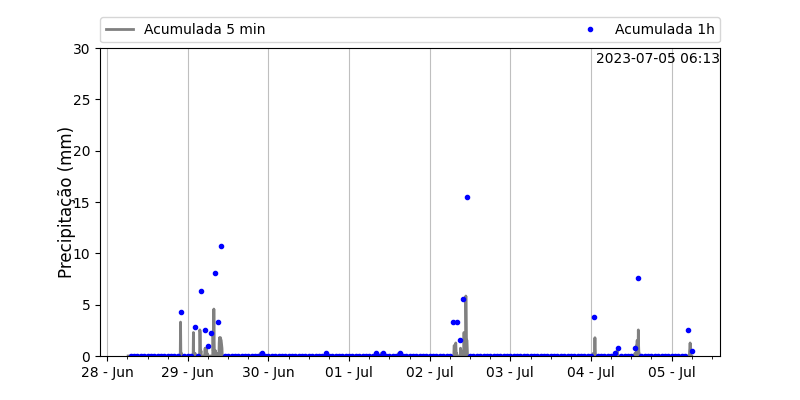 Acumulada 5 min
Acumulada 1h
2023-07-05 06:13
30
25
20
15
10
5
0
Precipitação (mm)
28 - Jun
29 - Jun
30 - Jun
01 - Jul
02 - Jul
03 - Jul
04 - Jul
05 - Jul